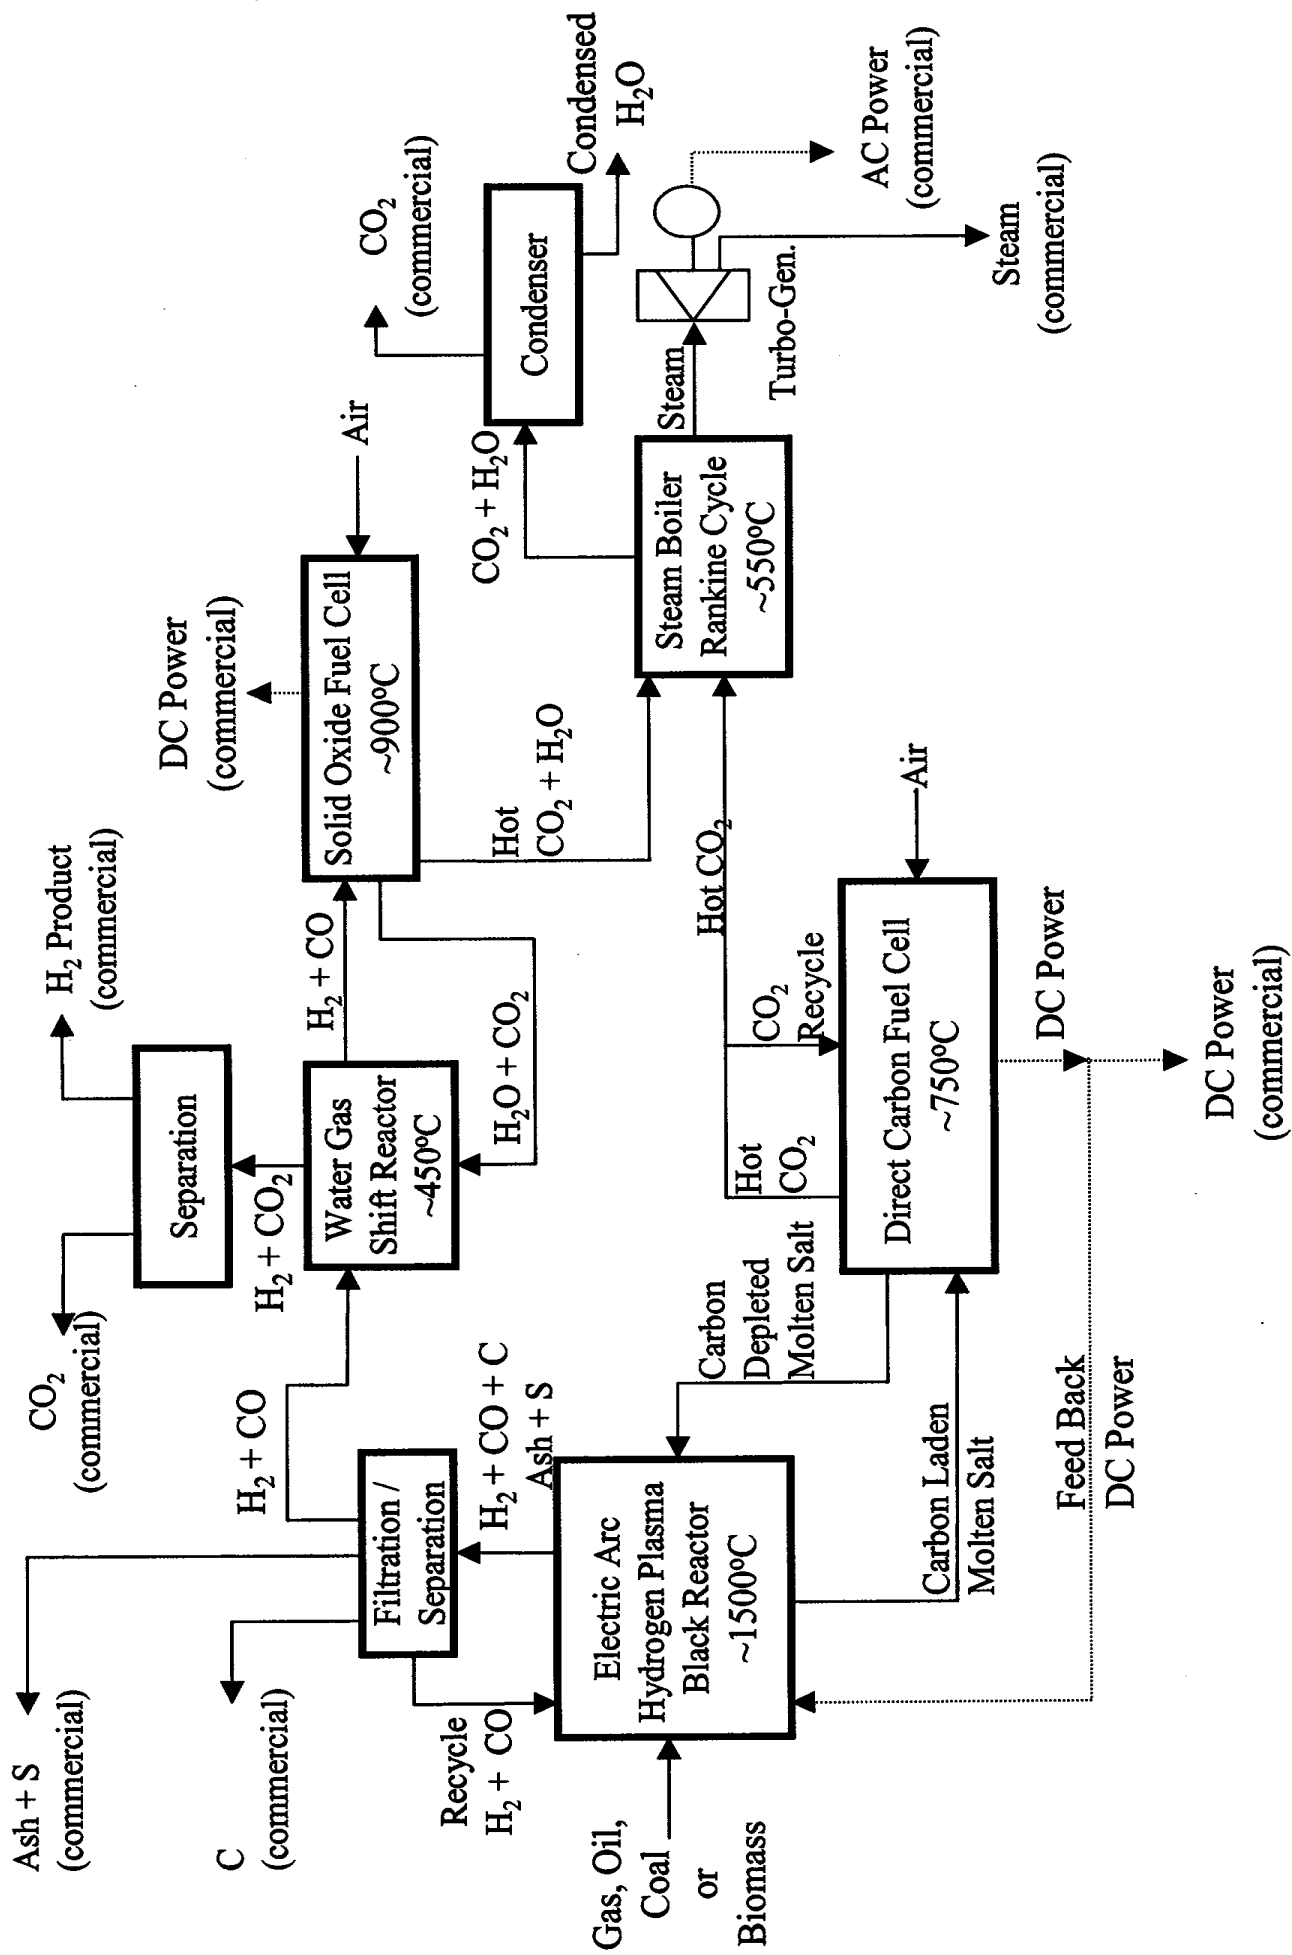 Ash + S
(commercial)
C
(commercial)
CO₂
(commercial)
H₂ Product
(commercial)
Separation
H₂ + CO₂
H₂ + CO
Filtration /
Separation
Recycle
H₂ + CO
H₂ + CO + C
Ash + S
Water Gas
Shift Reactor
~450ºC
H₂ + CO
H₂O + CO₂
DC Power
(commercial)
Solid Oxide Fuel Cell
~900ºC
Air
Hot
CO₂ + H₂O
CO₂ + H₂O
CO₂
(commercial)
Condenser
Condensed
H₂O
Gas, Oil,
Coal
or
Biomass
Electric Arc
Hydrogen Plasma
Black Reactor
~1500ºC
Carbon
Depleted
Molten Salt
Carbon Laden
Molten Salt
Hot
CO₂
CO₂
Recycle
Hot CO₂
Direct Carbon Fuel Cell
~750ºC
Air
Steam Boiler
Rankine Cycle
~550ºC
Steam
Turbo-Gen.
AC Power
(commercial)
Steam
(commercial)
Feed Back
DC Power
DC Power
DC Power
(commercial)